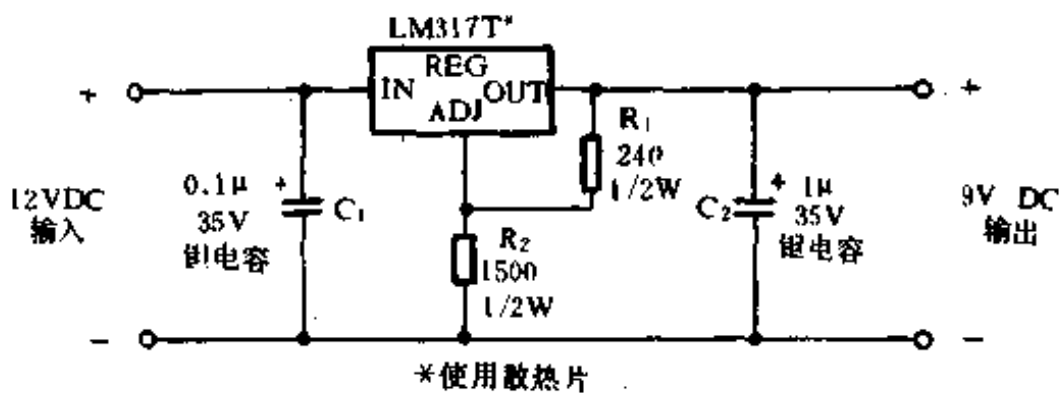 LM317T*
REG
IN
OUT
ADJ
+
+
R₁
240
1/2W
12VDC
输入
0.1μ
+
35V
钽电容
C₁
R₂
1500
1/2W
C₂
+
1μ
35V
钽电容
9V DC
输出
-
-
*使用散热片